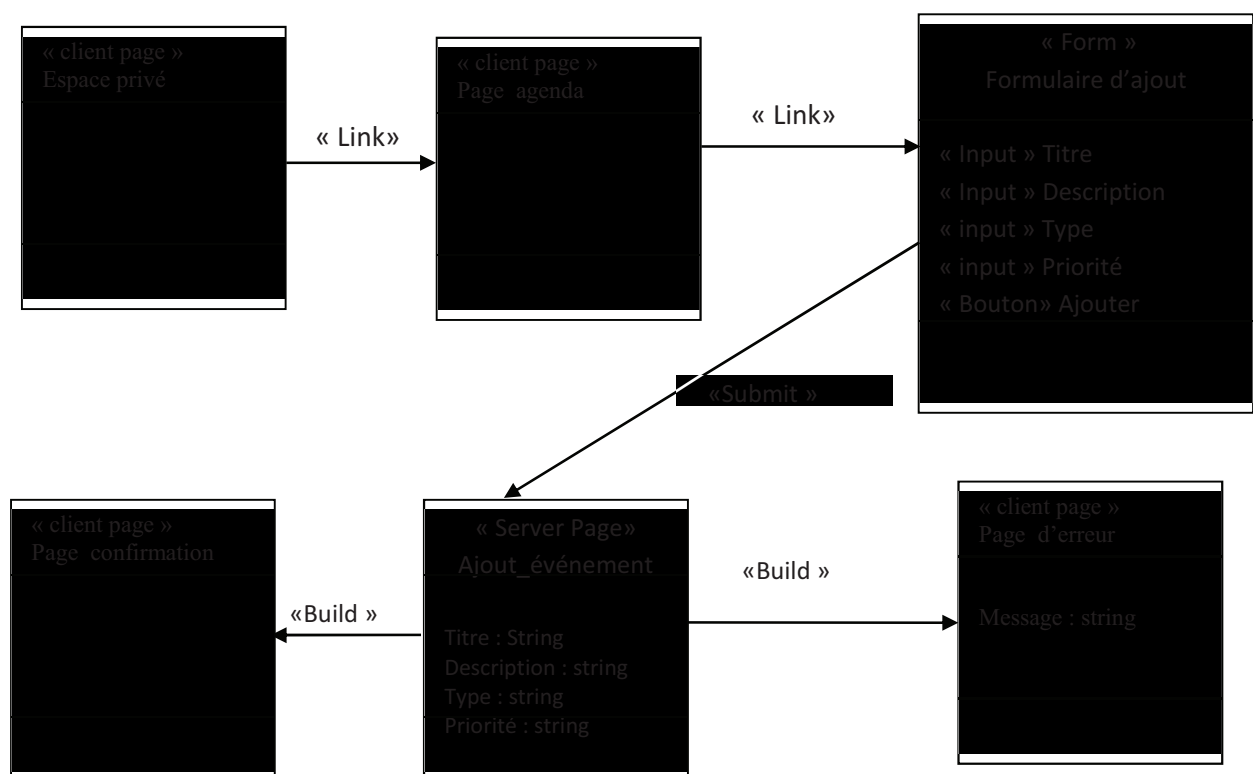 « client page »
Espace privé
« Link»
« client page »
Page agenda
« Link»
« Form »
Formulaire d’ajout
« Input » Titre
« Input » Description
« input » Type
« input » Priorité
« Bouton» Ajouter
«Submit »
« client page »
Page confirmation
«Build »
« Server Page»
Ajout_événement
Titre : String
Description : string
Type : string
Priorité : string
«Build »
« client page »
Page d’erreur
Message : string